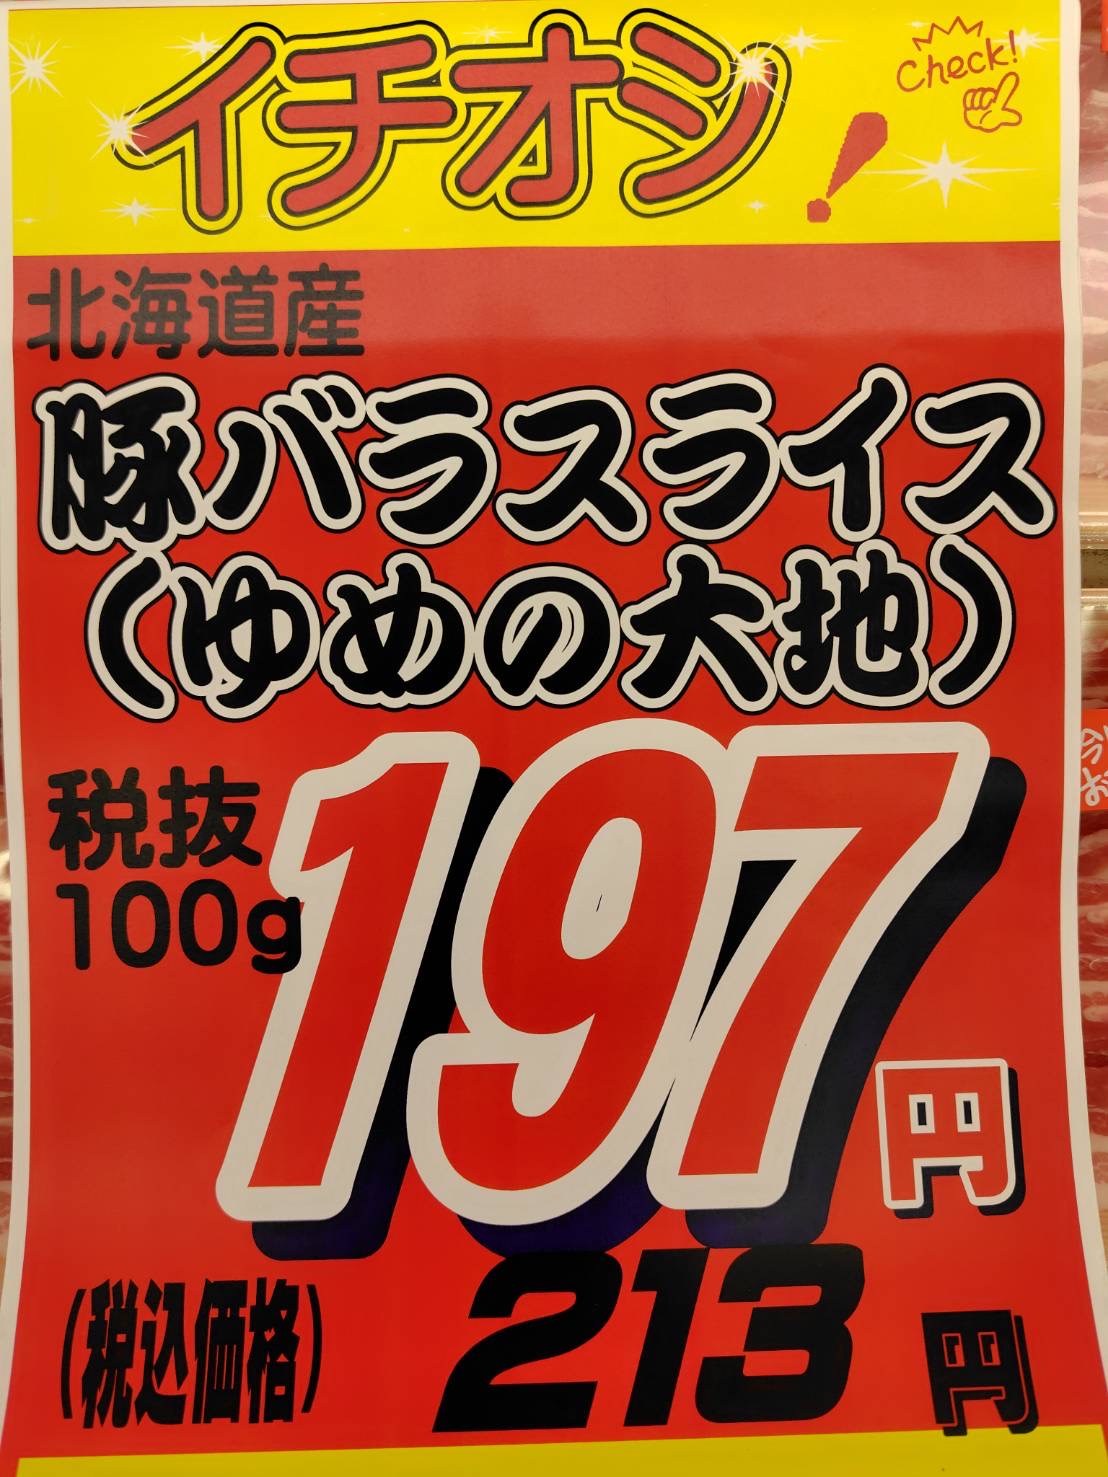 イチオシ!
Check!
北海道産
豚バラスライス
(ゆめの大地)
税抜
100g
197円
(税込価格) 213円